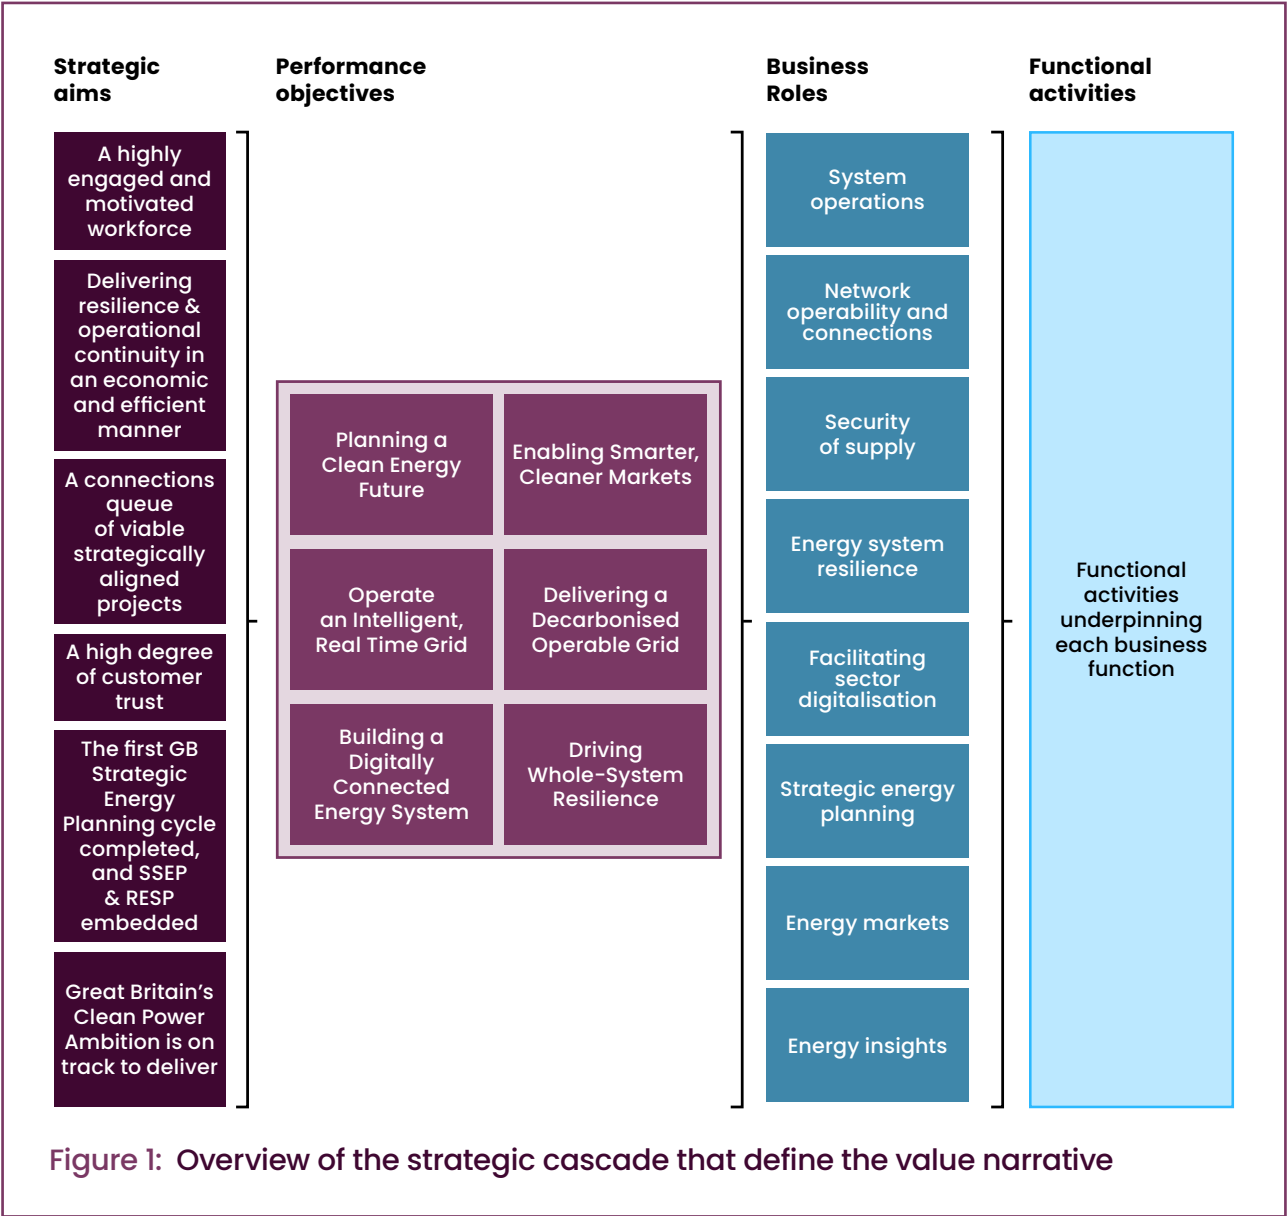 Strategic
aims
Performance
objectives
Business
Roles
Functional
activities
A highly
engaged and
motivated
workforce
Delivering
resilience &
operational
continuity in
an economic
and efficient
manner
A connections
queue
of viable
strategically
aligned
projects
A high degree
of customer
trust
The first GB
Strategic
Energy
Planning cycle
completed,
and SSEP
& RESP
embedded
Great Britain’s
Clean Power
Ambition is on
track to deliver
Planning a
Clean Energy
Future
Enabling Smarter,
Cleaner Markets
Operate
an Intelligent,
Real Time Grid
Delivering a
Decarbonised
Operable Grid
Building a
Digitally
Connected
Energy System
Driving
Whole-System
Resilience
System
operations
Network
operability and
connections
Security
of supply
Energy system
resilience
Facilitating
sector
digitalisation
Strategic energy
planning
Energy markets
Energy insights
Functional
activities
underpinning
each business
function
Figure 1: Overview of the strategic cascade that define the value narrative